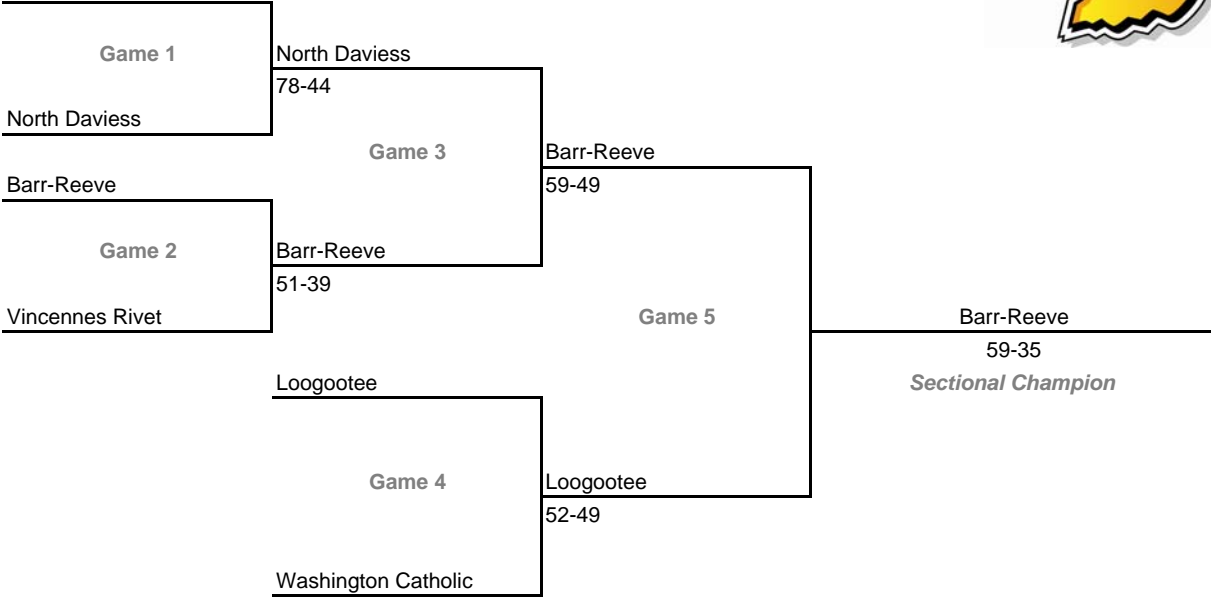 Game 1
North Daviess
78-44
North Daviess
Game 3
Barr-Reeve
59-49
Barr-Reeve
Game 2
Barr-Reeve
51-39
Vincennes Rivet
Game 5
Barr-Reeve
59-35
Sectional Champion
Loogootee
Game 4
Loogootee
52-49
Washington Catholic